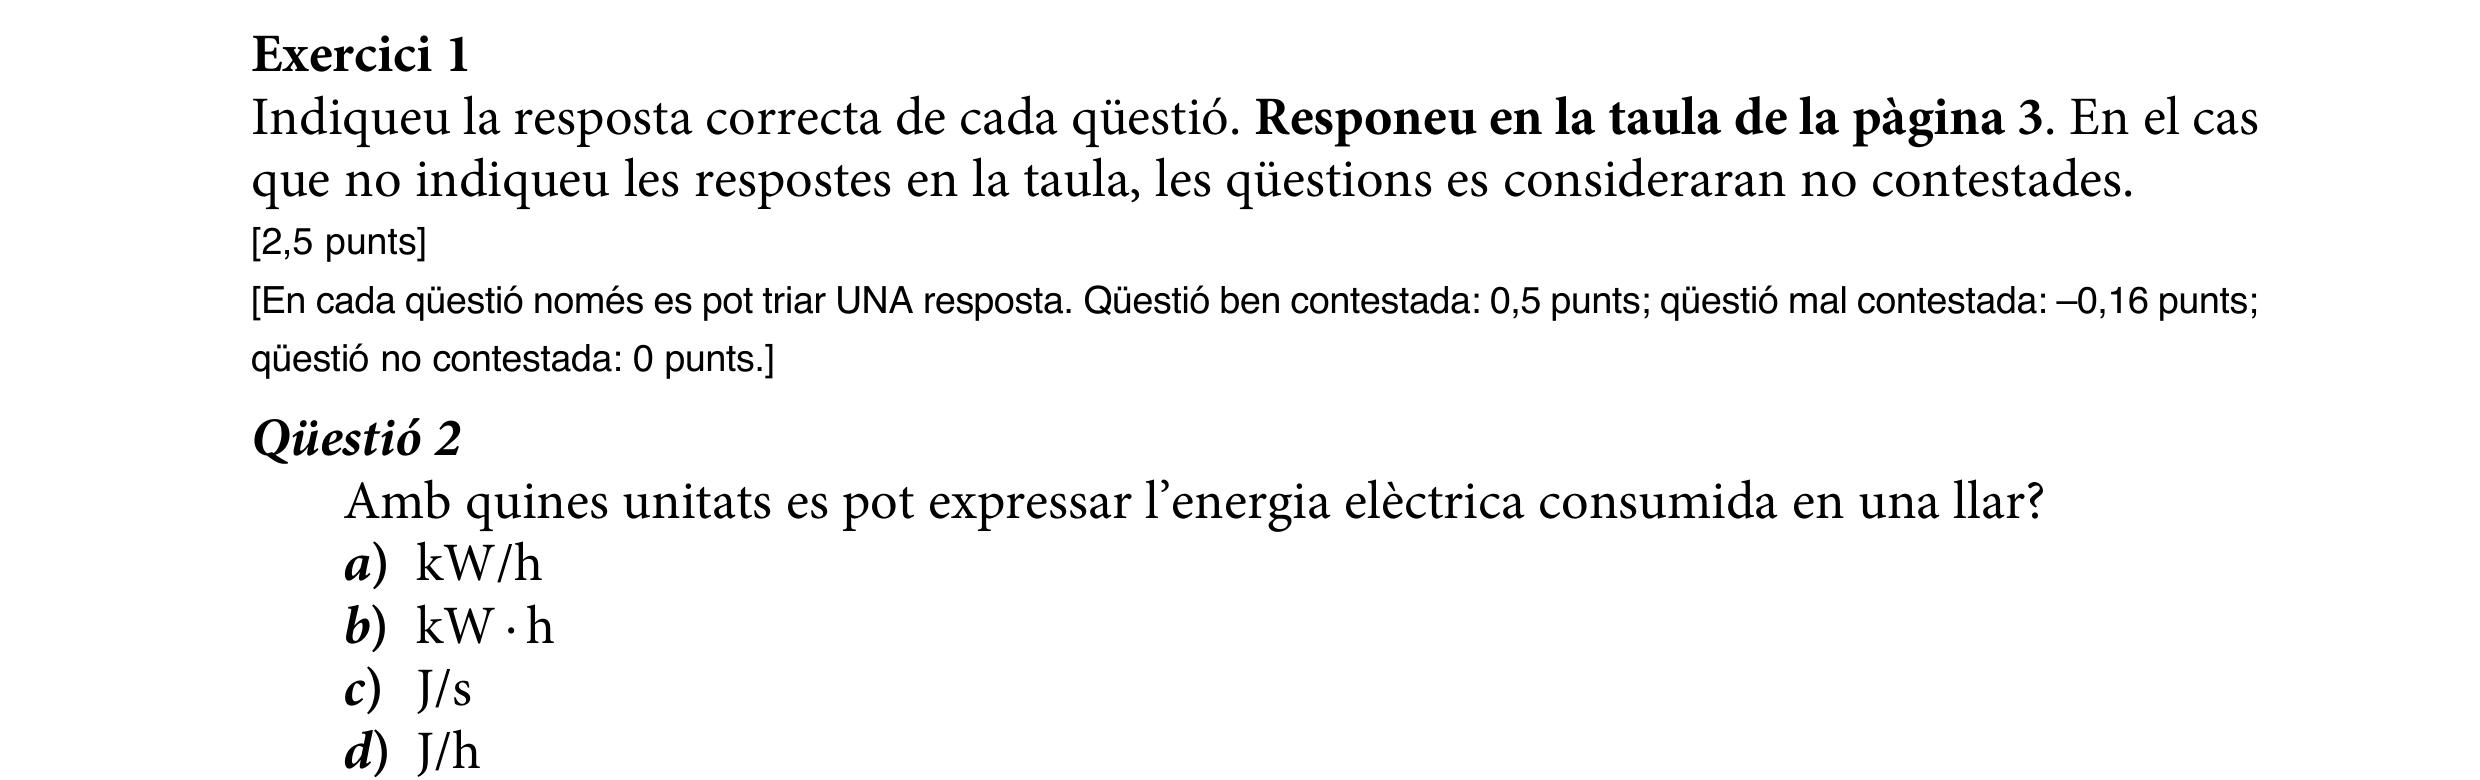 Exercici 1
Indiqueu la resposta correcta de cada qüestió. Responeu en la taula de la pàgina 3. En el cas
que no indiqueu les respostes en la taula, les qüestions es consideraran no contestades.
[2,5 punts]
[En cada qüestió només es pot triar UNA resposta. Qüestió ben contestada: 0,5 punts; qüestió mal contestada: –0,16 punts;
qüestió no contestada: 0 punts.]
Qüestió 2
Amb quines unitats es pot expressar l’energia elèctrica consumida en una llar?
a) kW/h
b) kW · h
c) J/s
d) J/h